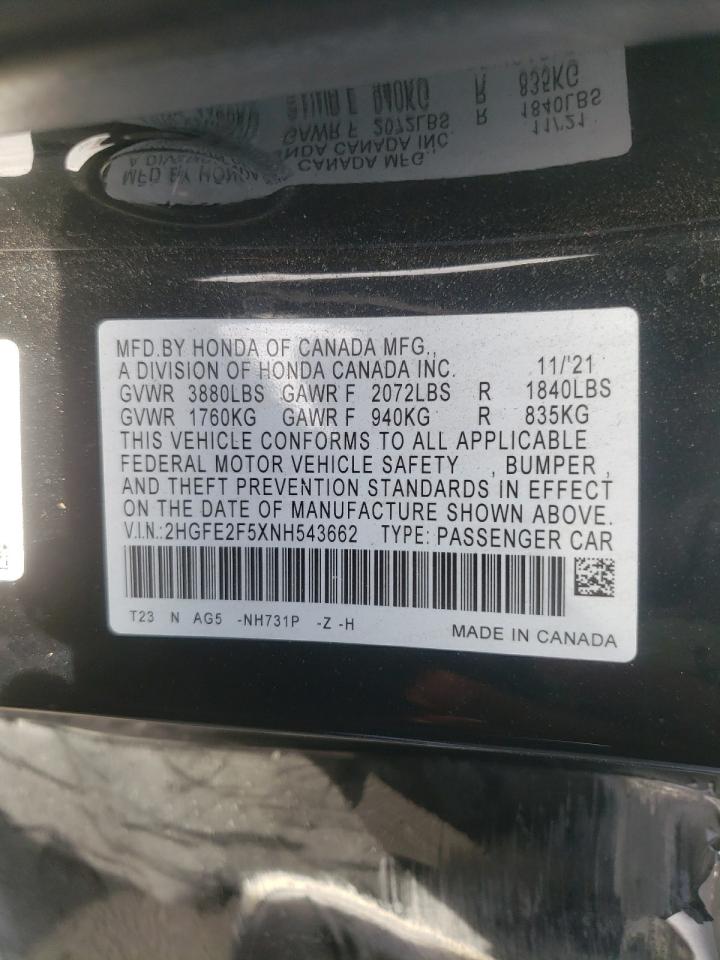 MFD.BY HONDA OF CANADA MFG.,
A DIVISION OF HONDA CANADA INC. 11/'21
GVWR 3880LBS GAWR F 2072LBS R 1840LBS
GVWR 1760KG GAWR F 940KG R 835KG
THIS VEHICLE CONFORMS TO ALL APPLICABLE
FEDERAL MOTOR VEHICLE SAFETY , BUMPER ,
AND THEFT PREVENTION STANDARDS IN EFFECT
ON THE DATE OF MANUFACTURE SHOWN ABOVE.
V.I.N.:2HGFE2F5XNH543662 TYPE: PASSENGER CAR
T23 N AG5 -NH731P -Z -H
MADE IN CANADA